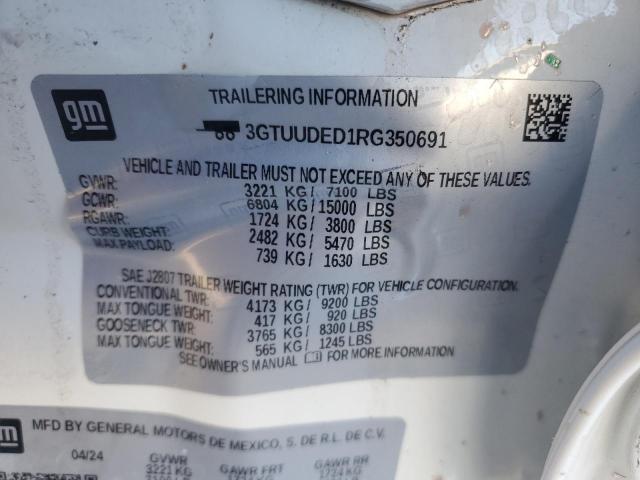 gm
TRAILERING INFORMATION
3GTUUDED1RG350691
VEHICLE AND TRAILER MUST NOT EXCEED ANY OF THESE VALUES.
GVWR: 3221 KG/ 7100 LBS
GCWR: 6804 KG/15000 LBS
RGAWR: 1724 KG/ 3800 LBS
CURB WEIGHT: 2482 KG/ 5470 LBS
MAX PAYLOAD: 739 KG/ 1630 LBS
SAE J2807 TRAILER WEIGHT RATING (TWR) FOR VEHICLE CONFIGURATION.
CONVENTIONAL TWR: 4173 KG/ 9200 LBS
MAX TONGUE WEIGHT: 417 KG/ 920 LBS
GOOSENECK TWR: 3765 KG/ 8300 LBS
MAX TONGUE WEIGHT: 565 KG/ 1245 LBS
SEE OWNER'S MANUAL FOR MORE INFORMATION.
gm
MFD BY GENERAL MOTORS DE MEXICO, S. DE R.L. DE C.V.
04/24 GVWR GAWR FRT GAWR RR
3221 KG 1724 KG